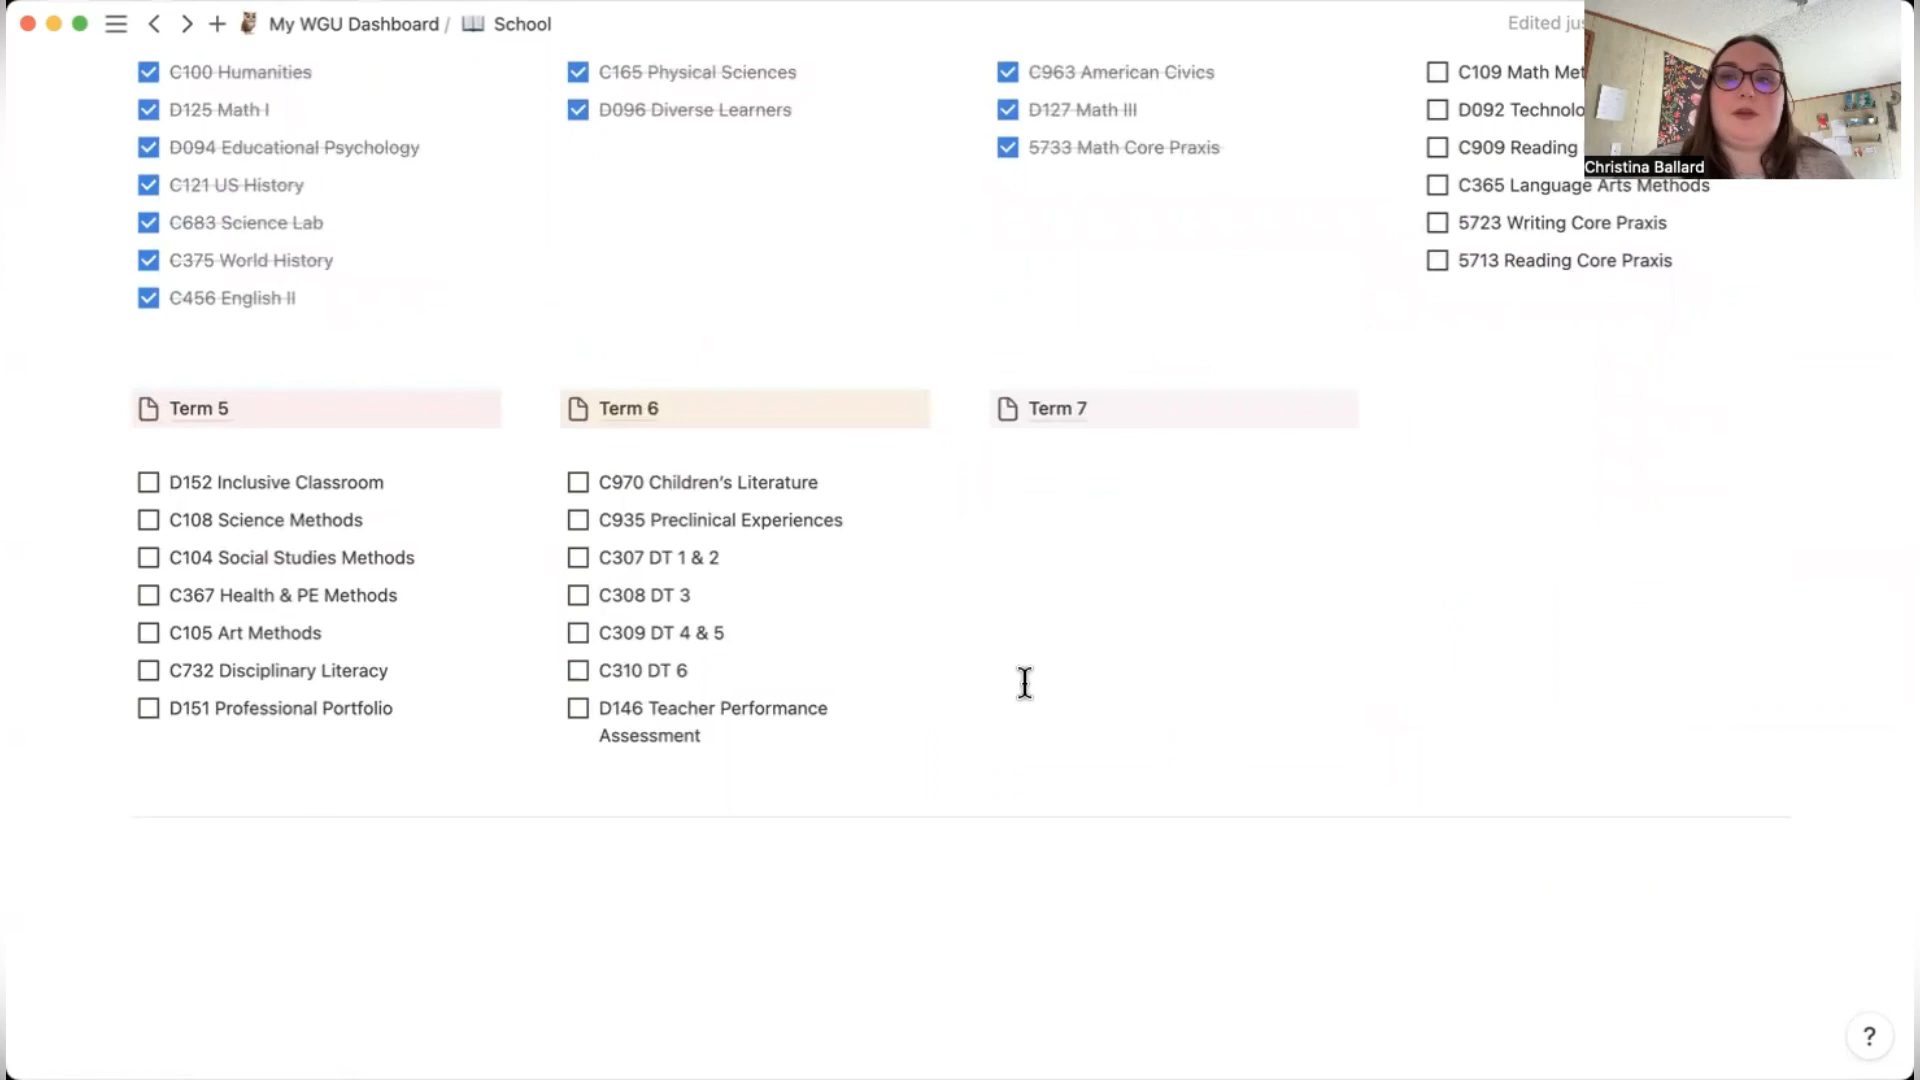 My WGU Dashboard / School
Edited
C100 Humanities
D125 Math I
D094 Educational Psychology
C121 US History
C683 Science Lab
C375 World History
C456 English II
C165 Physical Sciences
D096 Diverse Learners
C963 American Civics
D127 Math III
5733 Math Core Praxis
C109 Math
D092
C909 Reading
C365 Language Arts Methods
5723 Writing Core Praxis
5713 Reading Core Praxis
Christina Ballard
Term 5
D152 Inclusive Classroom
C108 Science Methods
C104 Social Studies Methods
C367 Health & PE Methods
C105 Art Methods
C732 Disciplinary Literacy
D151 Professional Portfolio
Term 6
C970 Children's Literature
C935 Preclinical Experiences
C307 DT 1 & 2
C308 DT 3
C309 DT 4 & 5
C310 DT 6
D146 Teacher Performance
Assessment
Term 7
?